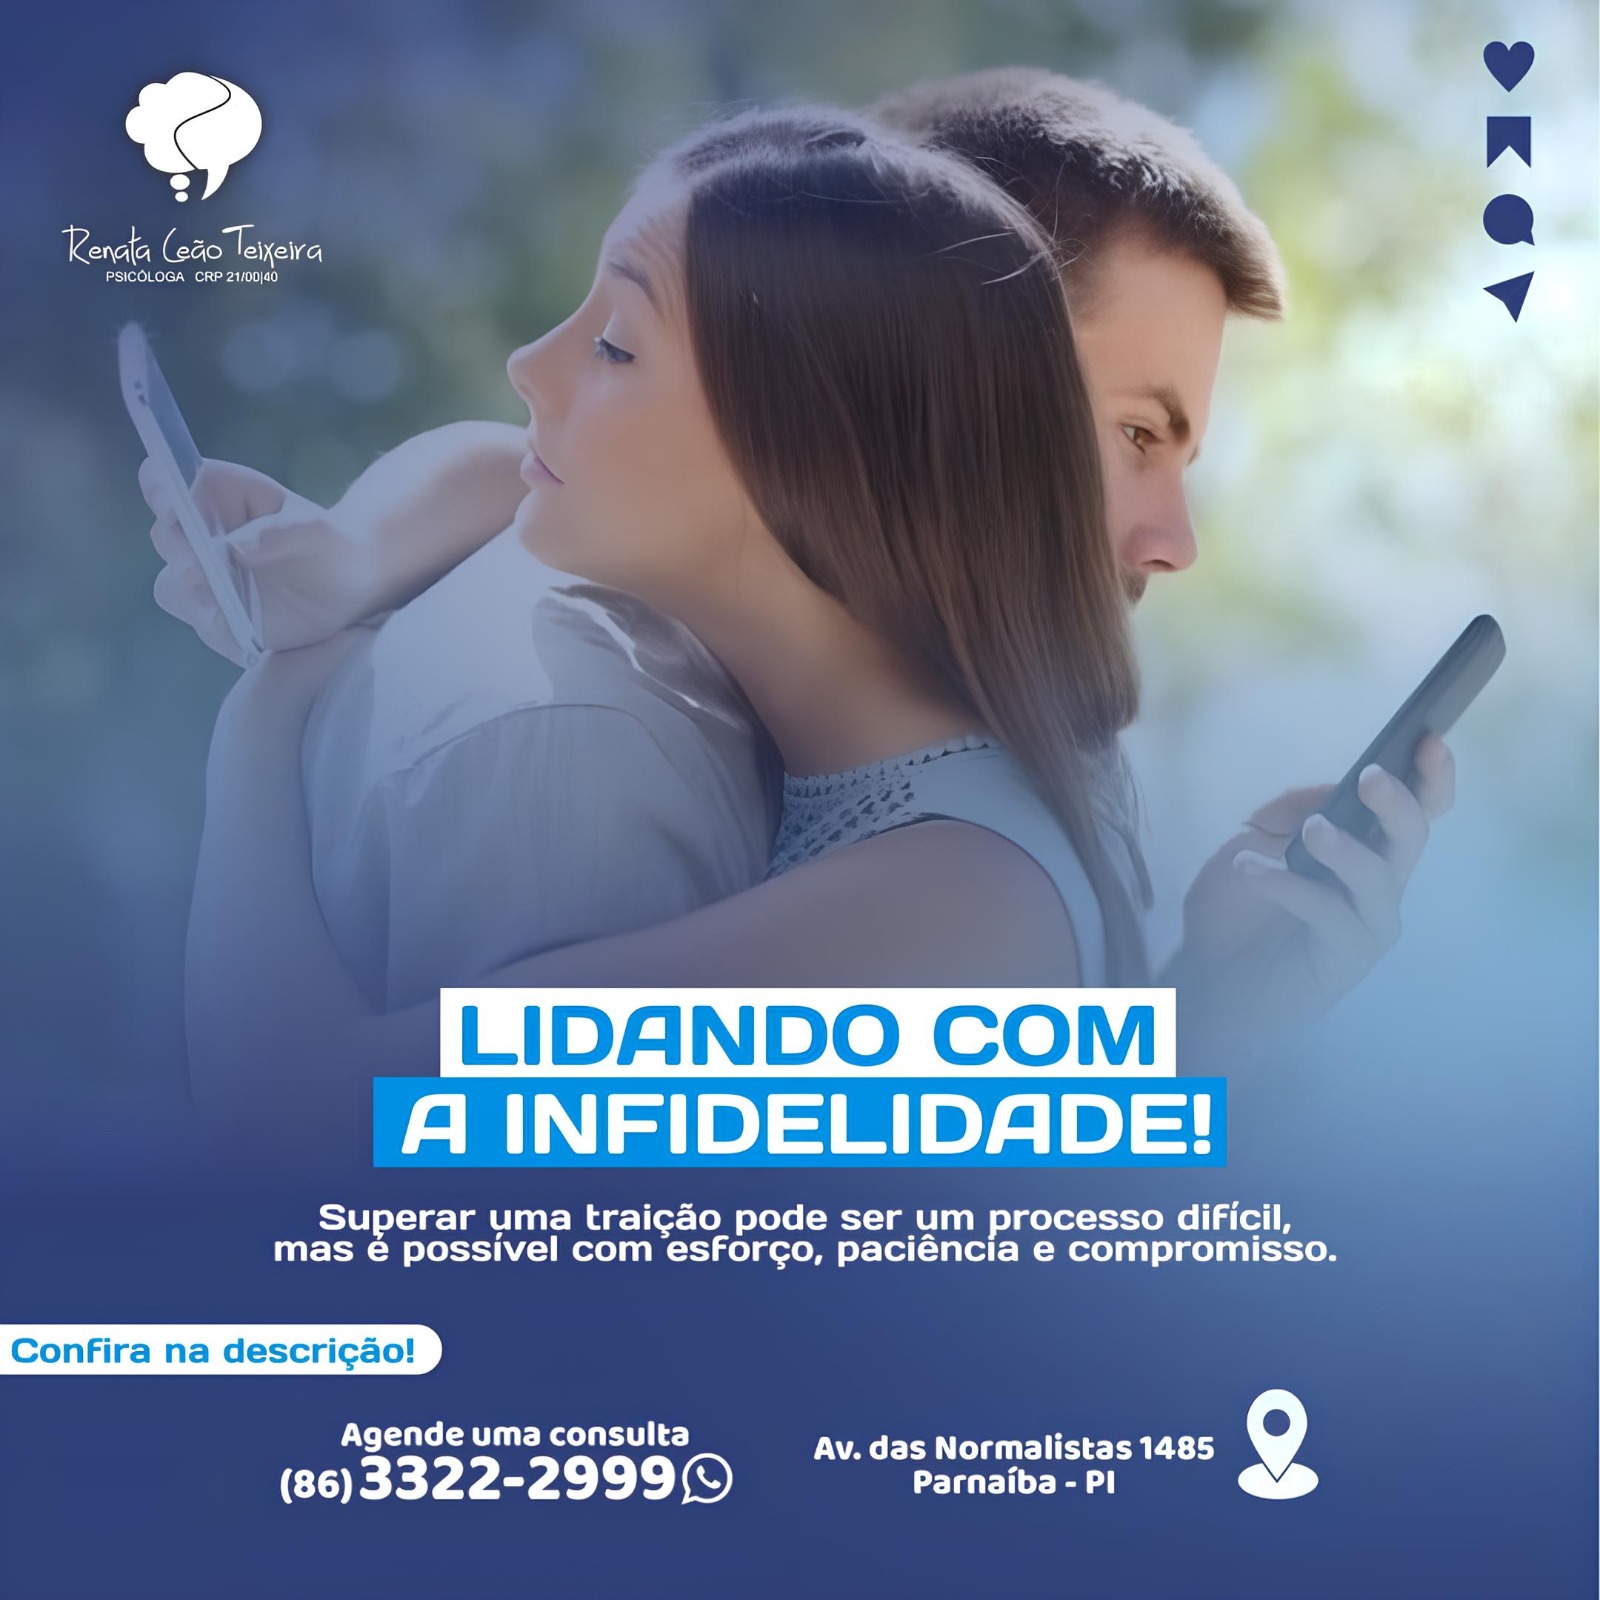 Renata Leão Teixeira
PSICÓLOGA CRP 21/00|40
LIDANDO COM
A INFIDELIDADE!
Superar uma traição pode ser um processo difícil,
mas é possível com esforço, paciência e compromisso.
Confira na descrição!
Agende uma consulta
(86) 3322-2999
Av. das Normalistas 1485
Parnaíba - PI